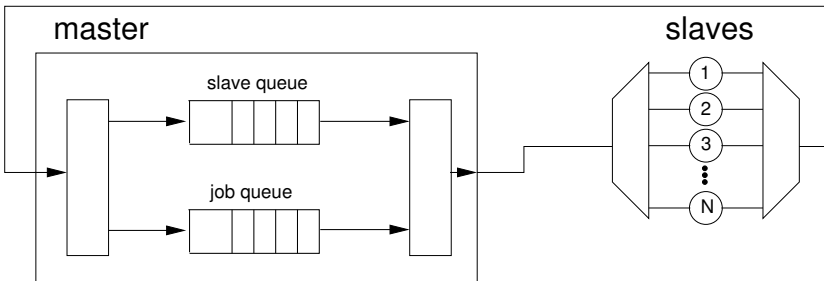 master
slaves
slave queue
job queue
1
2
3
N